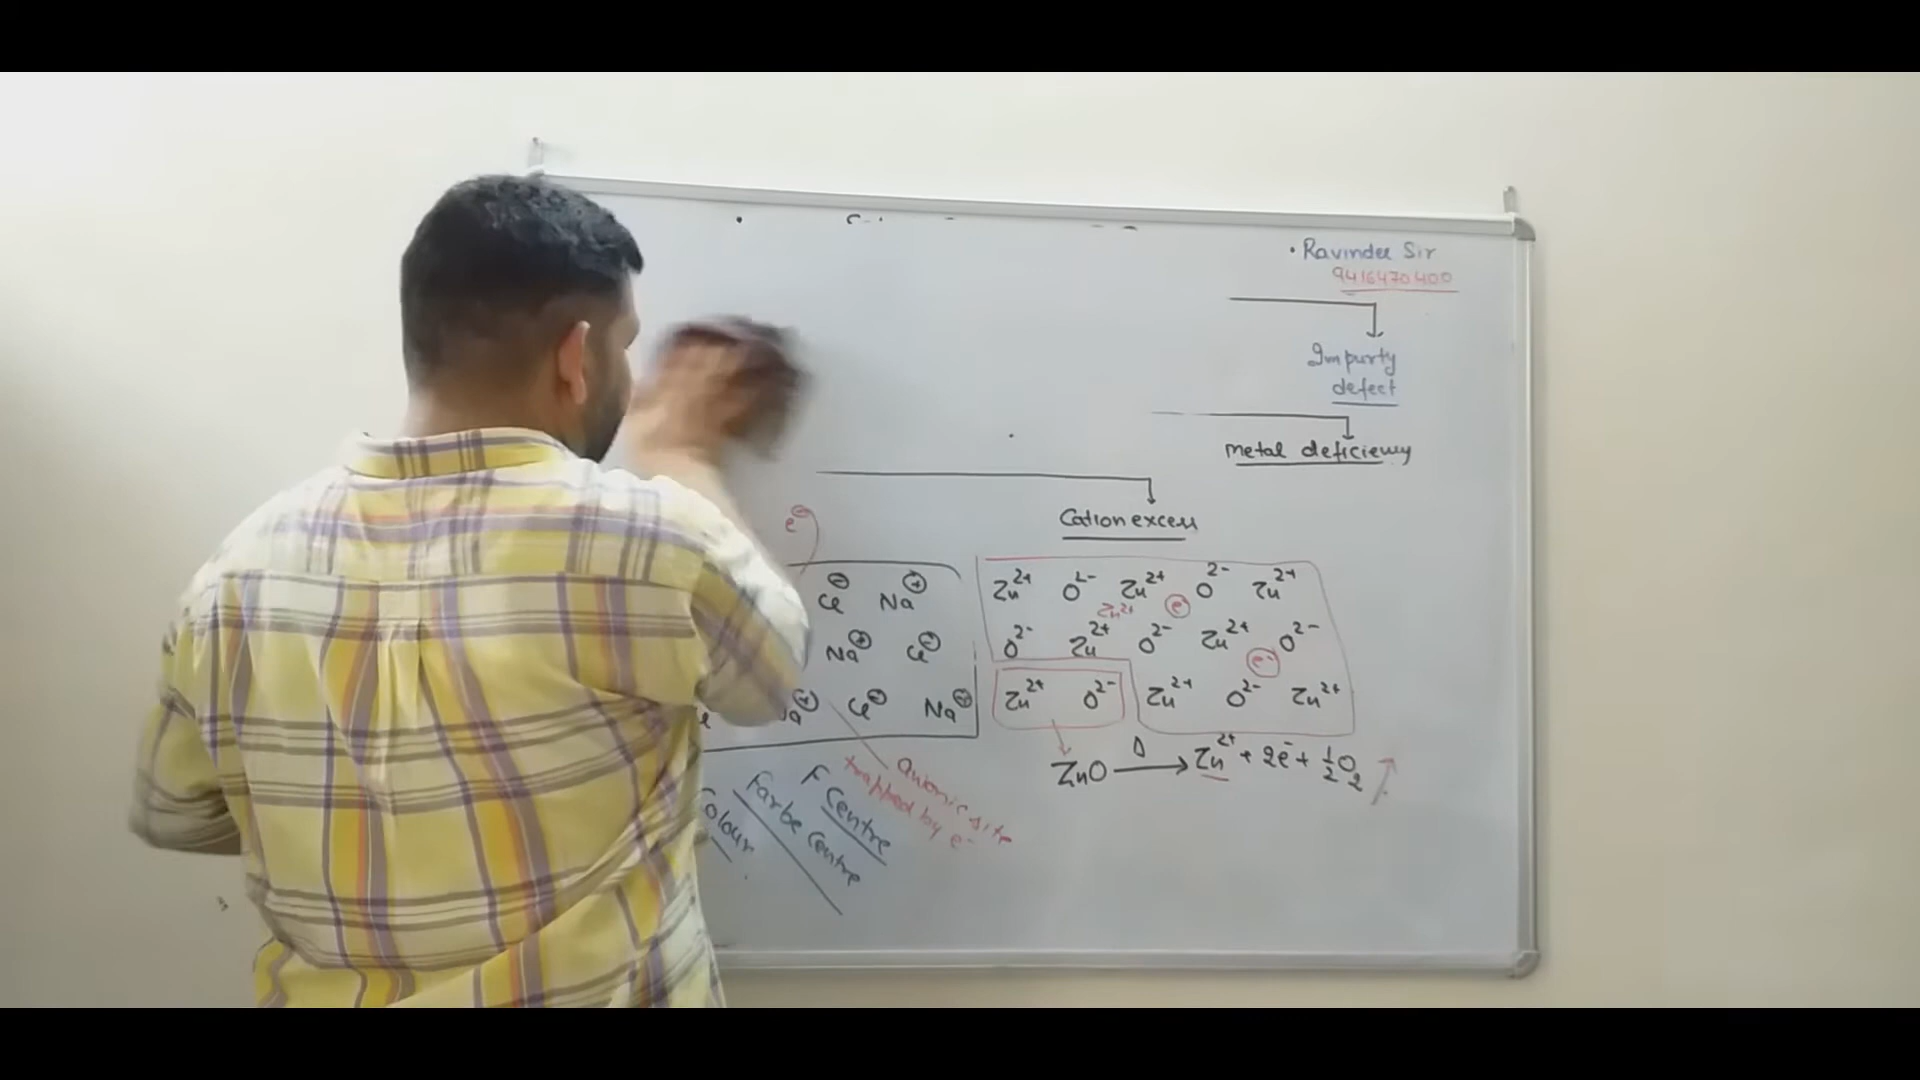 • Ravinder Sir
9416470400
Impurty
defect
Metal deficiency
Cation excess
e⊖
Cl⊖ Na⊕
Na⊕ Cl⊖
Cl⊖ Na⊕
Zn2+ O2- Zn2+ O2- Zn2+
Zn2+ e-
O2- Zn2+ O2- Zn2+ O2-
e-
Zn2+ O2- Zn2+ O2- Zn2+
ZnO —Δ→ Zn2+ + 2e- + 1/2 O2 ↑
anionic site
trapped by e-
F Centre
Farbe Centre